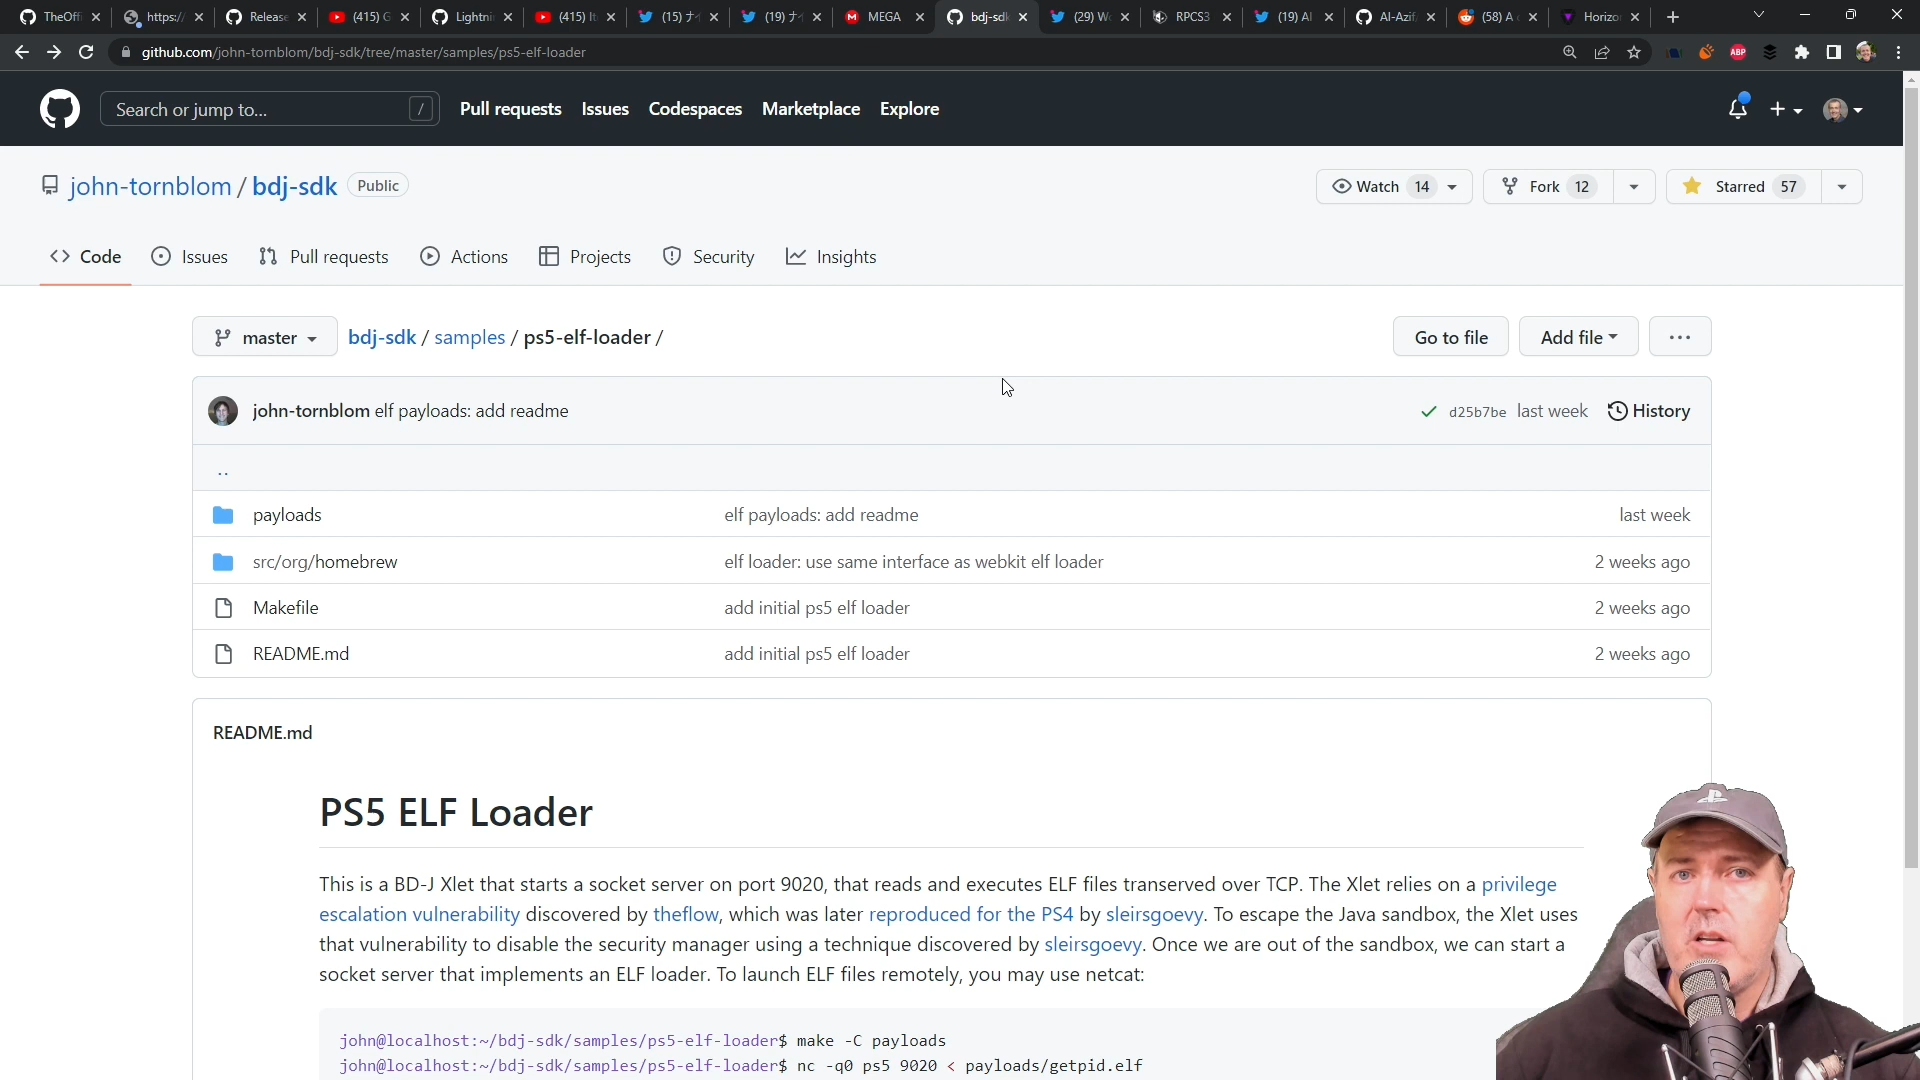 TheOffi
https:/
Release
(415) G
Lightni
(415) It
(15) ナイ
(19) ナイ
MEGA
bdj-sdk
(29) W
RPCS3
(19) Al
Al-Azif
(58) A
Horizo
github.com/john-tornblom/bdj-sdk/tree/master/samples/ps5-elf-loader
ABP
Search or jump to...
/
Pull requests
Issues
Codespaces
Marketplace
Explore
john-tornblom / bdj-sdk
Public
Watch 14
Fork 12
Starred 57
Code
Issues
Pull requests
Actions
Projects
Security
Insights
master
bdj-sdk / samples / ps5-elf-loader /
Go to file
Add file
...
john-tornblom elf payloads: add readme
d25b7be last week
History
..
payloads
elf payloads: add readme
last week
src/org/homebrew
elf loader: use same interface as webkit elf loader
2 weeks ago
Makefile
add initial ps5 elf loader
2 weeks ago
README.md
add initial ps5 elf loader
2 weeks ago
README.md
PS5 ELF Loader
This is a BD-J Xlet that starts a socket server on port 9020, that reads and executes ELF files transerved over TCP. The Xlet relies on a privilege
escalation vulnerability discovered by theflow, which was later reproduced for the PS4 by sleirsgoevy. To escape the Java sandbox, the Xlet uses
that vulnerability to disable the security manager using a technique discovered by sleirsgoevy. Once we are out of the sandbox, we can start a
socket server that implements an ELF loader. To launch ELF files remotely, you may use netcat:
john@localhost:~/bdj-sdk/samples/ps5-elf-loader$ make -C payloads
john@localhost:~/bdj-sdk/samples/ps5-elf-loader$ nc -q0 ps5 9020 < payloads/getpid.elf